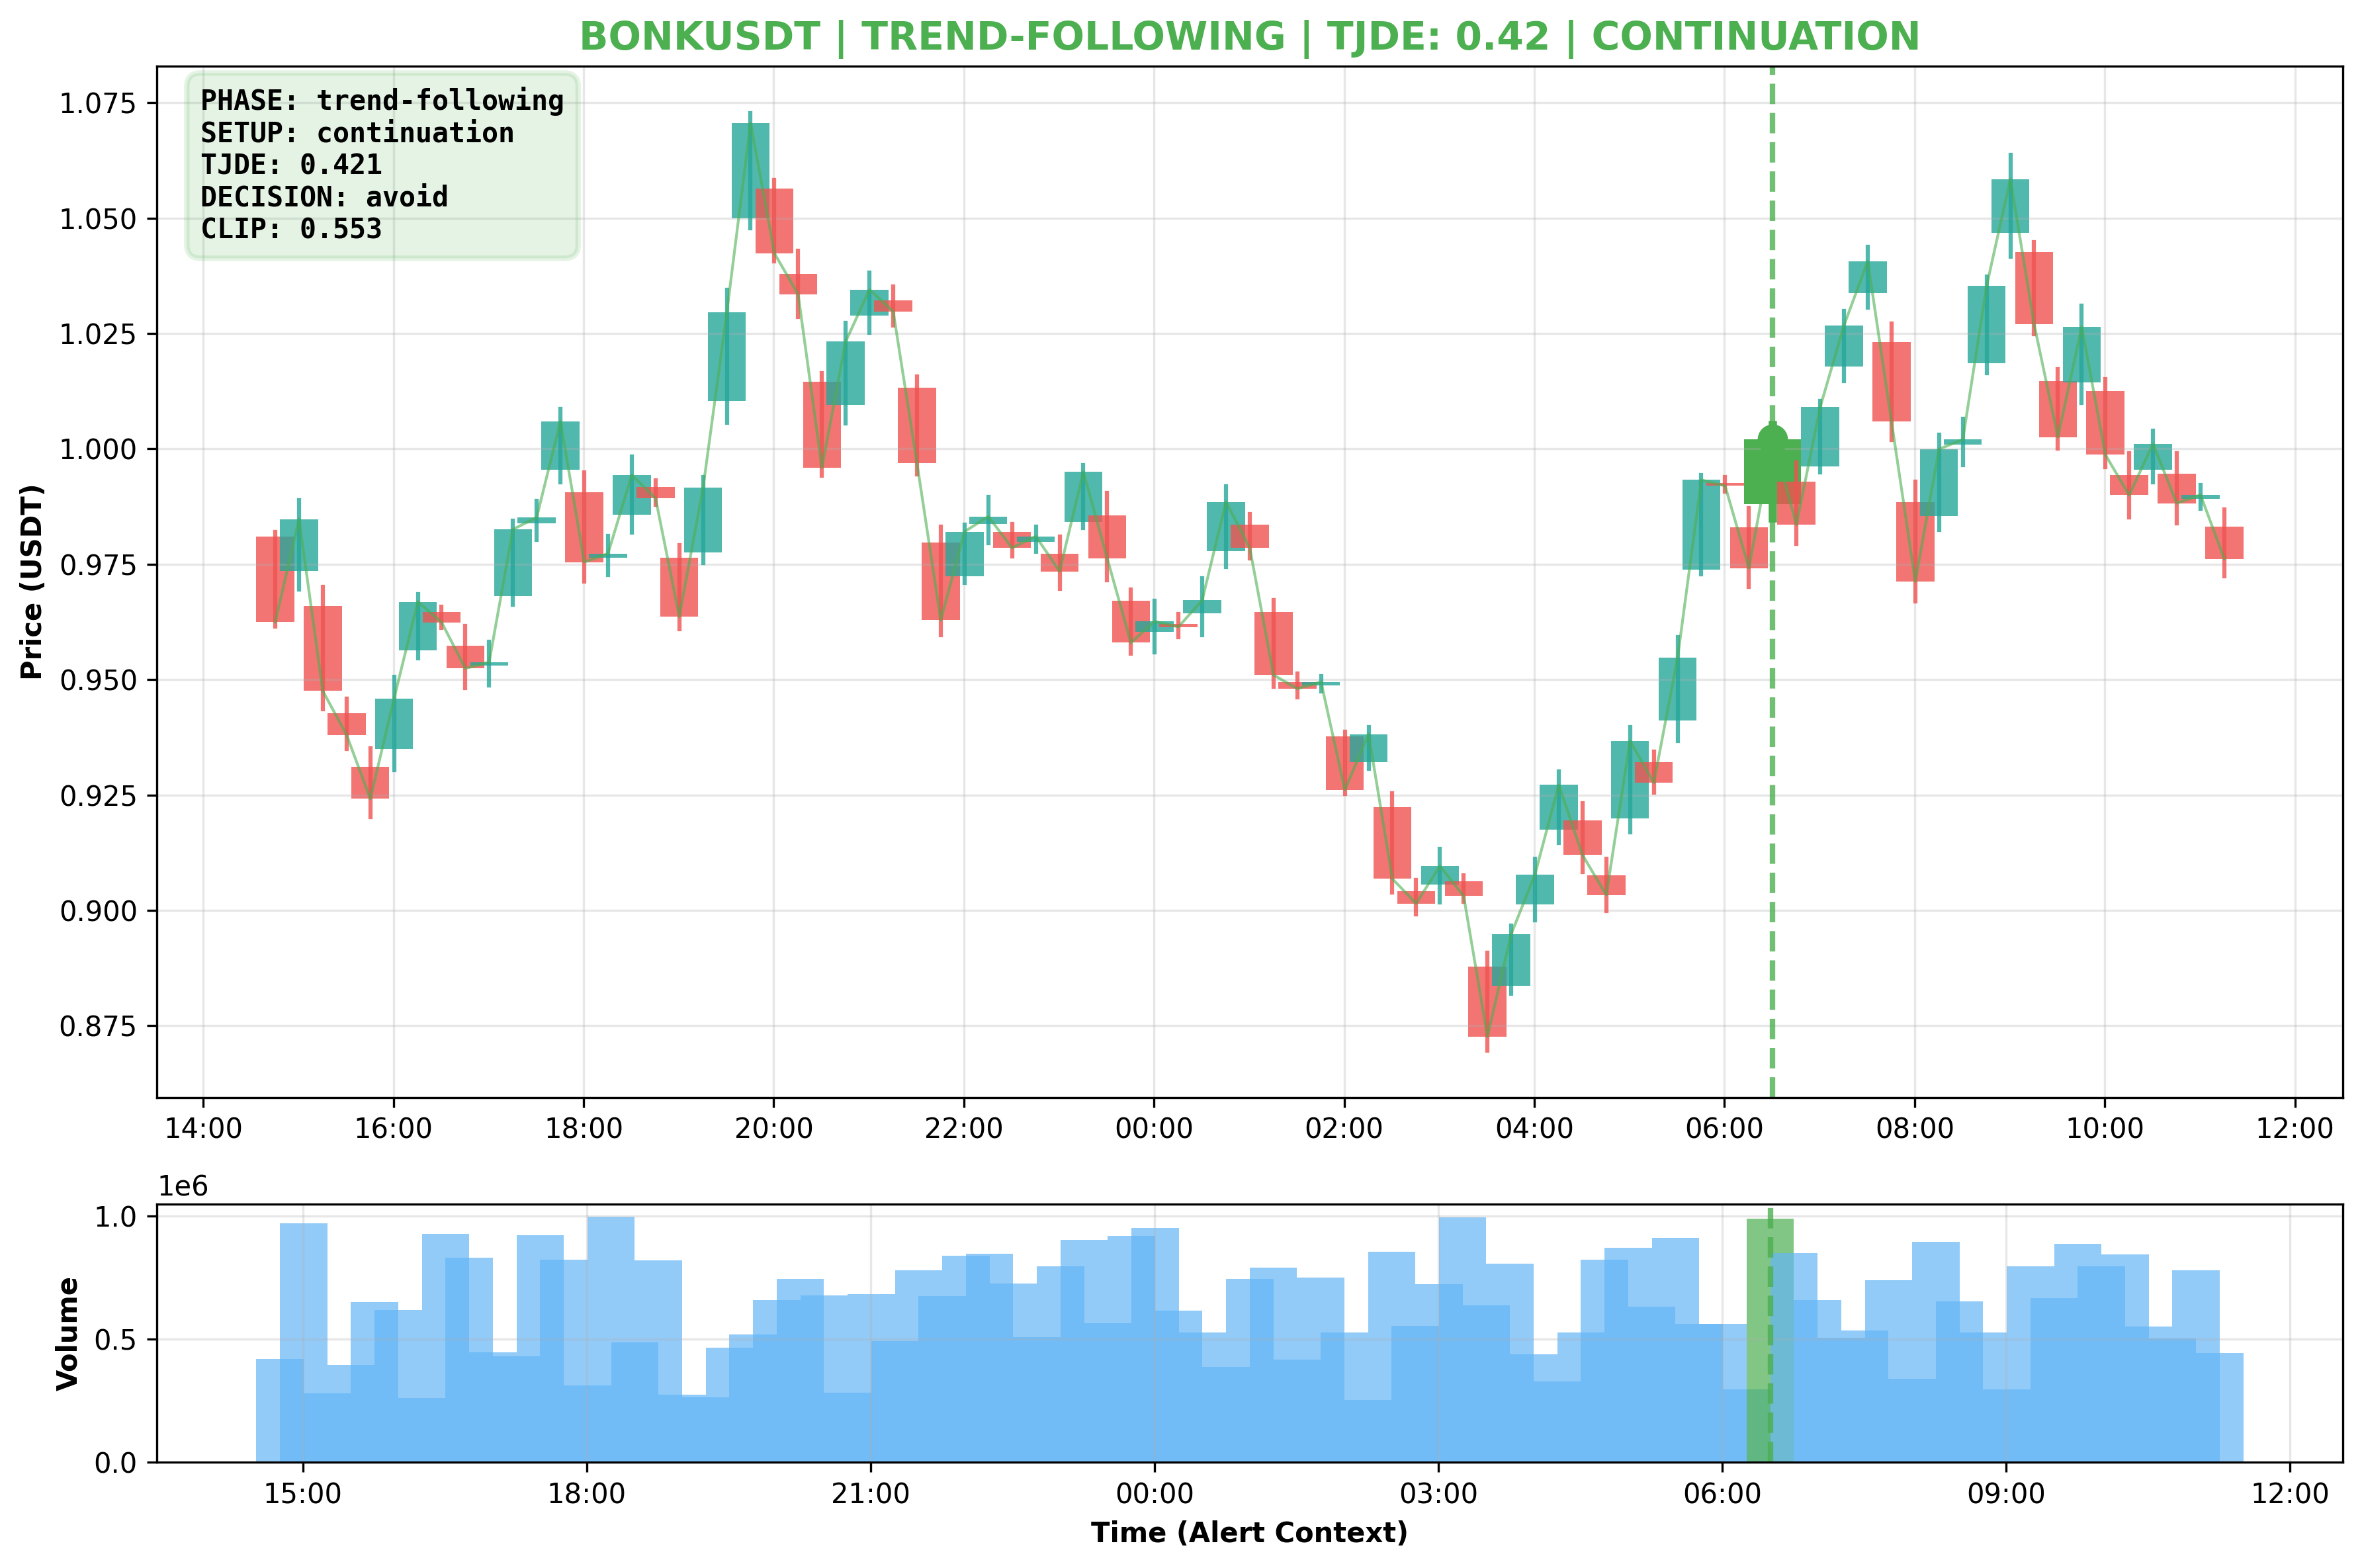 BONKUSDT | TREND-FOLLOWING | TJDE: 0.42 | CONTINUATION
PHASE: trend-following
SETUP: continuation
TJDE: 0.421
DECISION: avoid
CLIP: 0.553
Price (USDT)
1.075
1.050
1.025
1.000
0.975
0.950
0.925
0.900
0.875
14:00 16:00 18:00 20:00 22:00 00:00 02:00 04:00 06:00 08:00 10:00 12:00
1e6
Volume
1.0
0.5
0.0
15:00 18:00 21:00 00:00 03:00 06:00 09:00 12:00
Time (Alert Context)